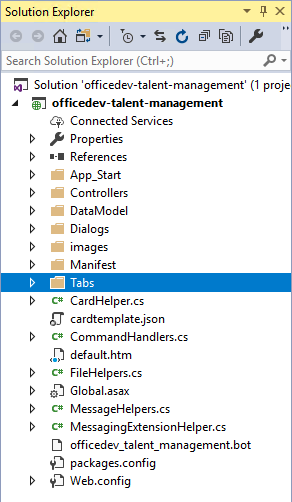 Solution Explorer
Search Solution Explorer (Ctrl+;)
Solution 'officedev-talent-management' (1 proje
officedev-talent-management
Connected Services
Properties
References
App_Start
Controllers
DataModel
Dialogs
images
Manifest
Tabs
CardHelper.cs
cardtemplate.json
CommandHandlers.cs
default.htm
FileHelpers.cs
Global.asax
MessageHelpers.cs
MessagingExtensionHelper.cs
officedev_talent_management.bot
packages.config
Web.config